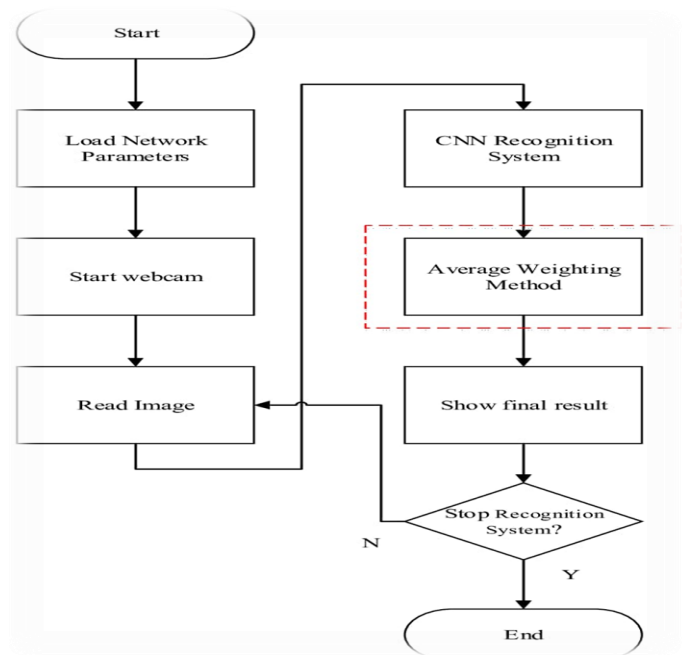 Start
Load Network
Parameters
Start webcam
Read Image
CNN Recognition
System
Average Weighting
Method
Show final result
Stop Recognition
System?
N
Y
End